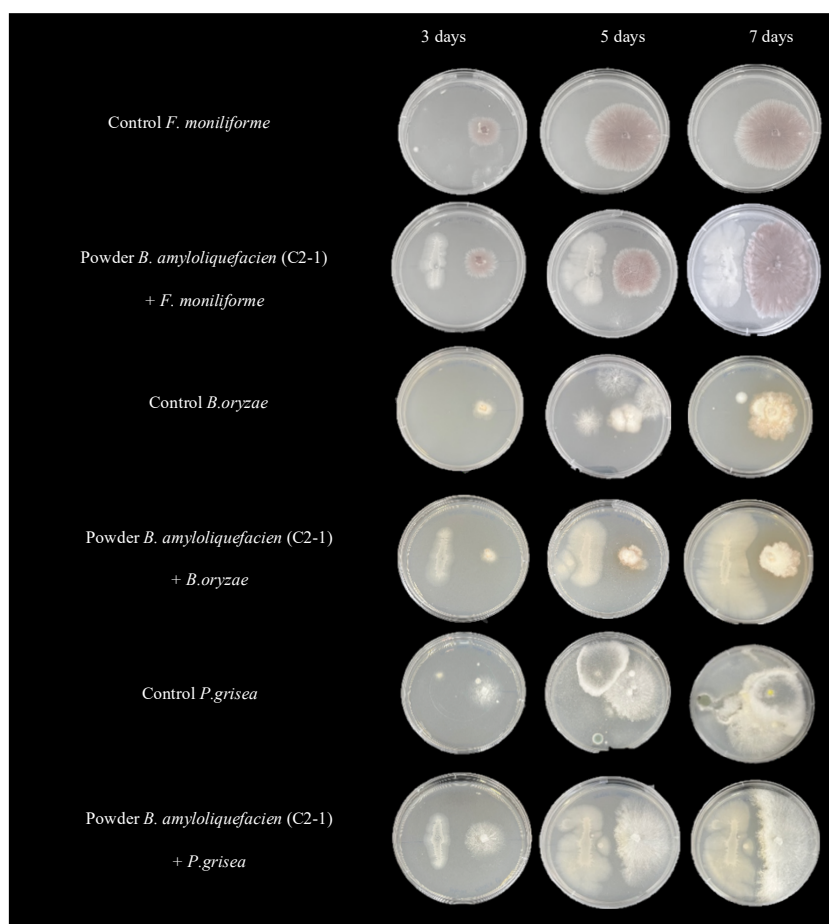 3 days 5 days 7 days
Control F. moniliforme
Powder B. amyloliquefacien (C2-1)
+ F. moniliforme
Control B.oryzae
Powder B. amyloliquefacien (C2-1)
+ B.oryzae
Control P.grisea
Powder B. amyloliquefacien (C2-1)
+ P.grisea